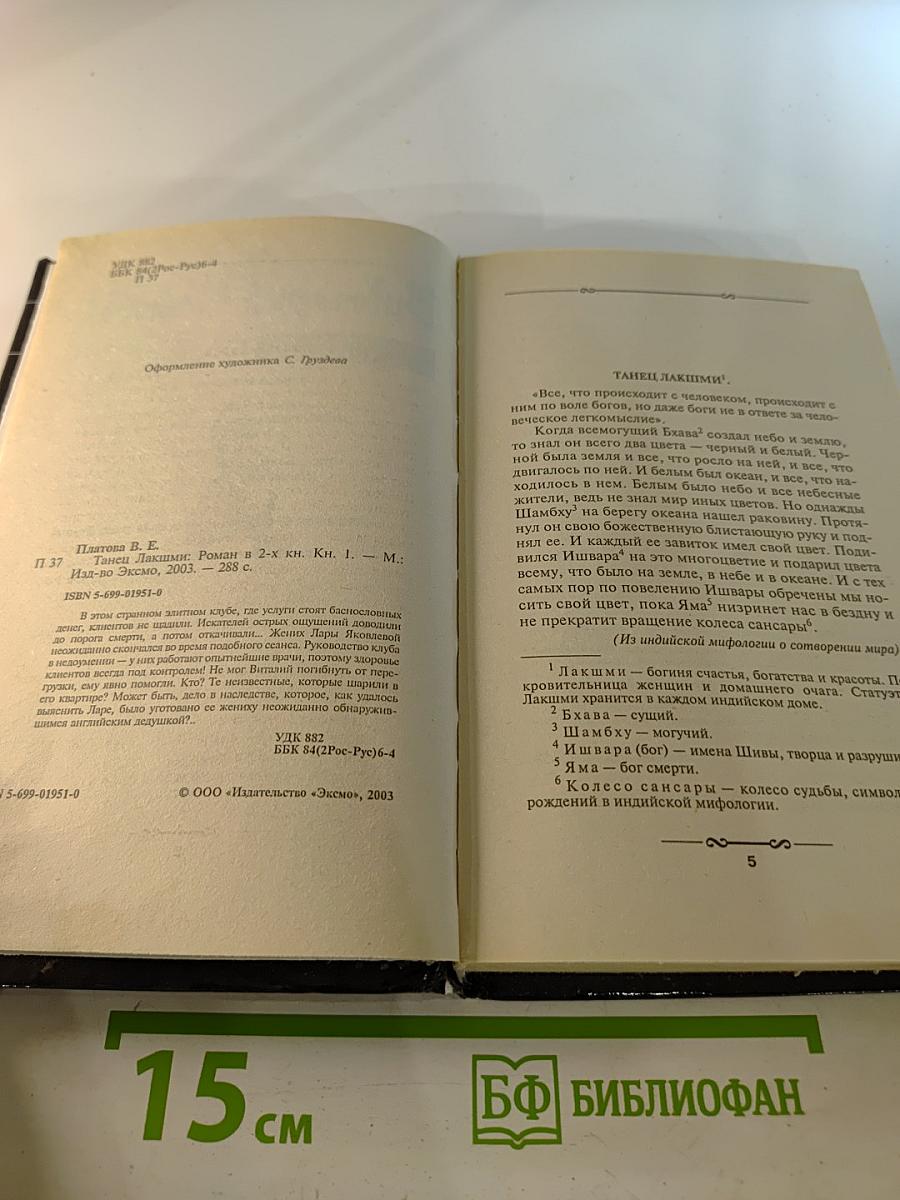 УДК 882
ББК 84(2Рос-Рус)6-4
П 37
Оформление художника С. Груздева
Платова В. Е.
П 37 Танец Лакшми: Роман в 2-х кн. Кн. 1. — М.:
Изд-во Эксмо, 2003. — 288 с.
ISBN 5-699-01951-0
В этом странном элитном клубе, где услуги стоят баснословных
денег, клиентов не щадили. Искателей острых ощущений доводили
до порога смерти, а потом откачивали... Жених Лары Яковлевой
неожиданно скончался во время подобного сеанса. Руководство клуба
в недоумении — у них работают опытнейшие врачи, поэтому здоровье
клиентов всегда под контролем! Не мог Виталий погибнуть от пере-
грузки, ему явно помогли. Кто? Те неизвестные, которые шарили в
его квартире? Может быть, дело в наследстве, которое, как удалось
выяснить Ларе, было уготовано ее жениху неожиданно обнаружив-
шимся английским дедушкой?..
УДК 882
ББК 84(2Рос-Рус)6-4
N 5-699-01951-0
© ООО «Издательство «Эксмо», 2003
ТАНЕЦ ЛАКШМИ¹.
«Все, что происходит с человеком, происходит с
ним по воле богов, но даже боги не в ответе за чело-
веческое легкомыслие».
Когда всемогущий Бхава² создал небо и землю,
то знал он всего два цвета — черный и белый. Чер-
ной была земля и все, что росло на ней, и все, что
двигалось по ней. И белым был океан, и все, что на-
ходилось в нем. Белым было небо и все небесные
жители, ведь не знал мир иных цветов. Но однажды
Шамбху³ на берегу океана нашел раковину. Протя-
нул он свою божественную блистающую руку и под-
нял ее. И каждый ее завиток имел свой цвет. Поди-
вился Ишвара⁴ на это многоцветие и подарил цвета
всему, что было на земле, в небе и в океане. И с тех
самых пор по повелению Ишвары обречены мы но-
сить свой цвет, пока Яма⁵ низринет нас в бездну и
не прекратит вращение колеса сансары⁶.
(Из индийской мифологии о сотворении мира)
¹ Лакшми — богиня счастья, богатства и красоты. По
кровительница женщин и домашнего очага. Статуэт
Лакшми хранится в каждом индийском доме.
² Бхава — сущий.
³ Шамбху — могучий.
⁴ Ишвара (бог) — имена Шивы, творца и разруши
⁵ Яма — бог смерти.
⁶ Колесо сансары — колесо судьбы, символ
рождений в индийской мифологии.
5
15 см
БФ БИБЛИОФАН